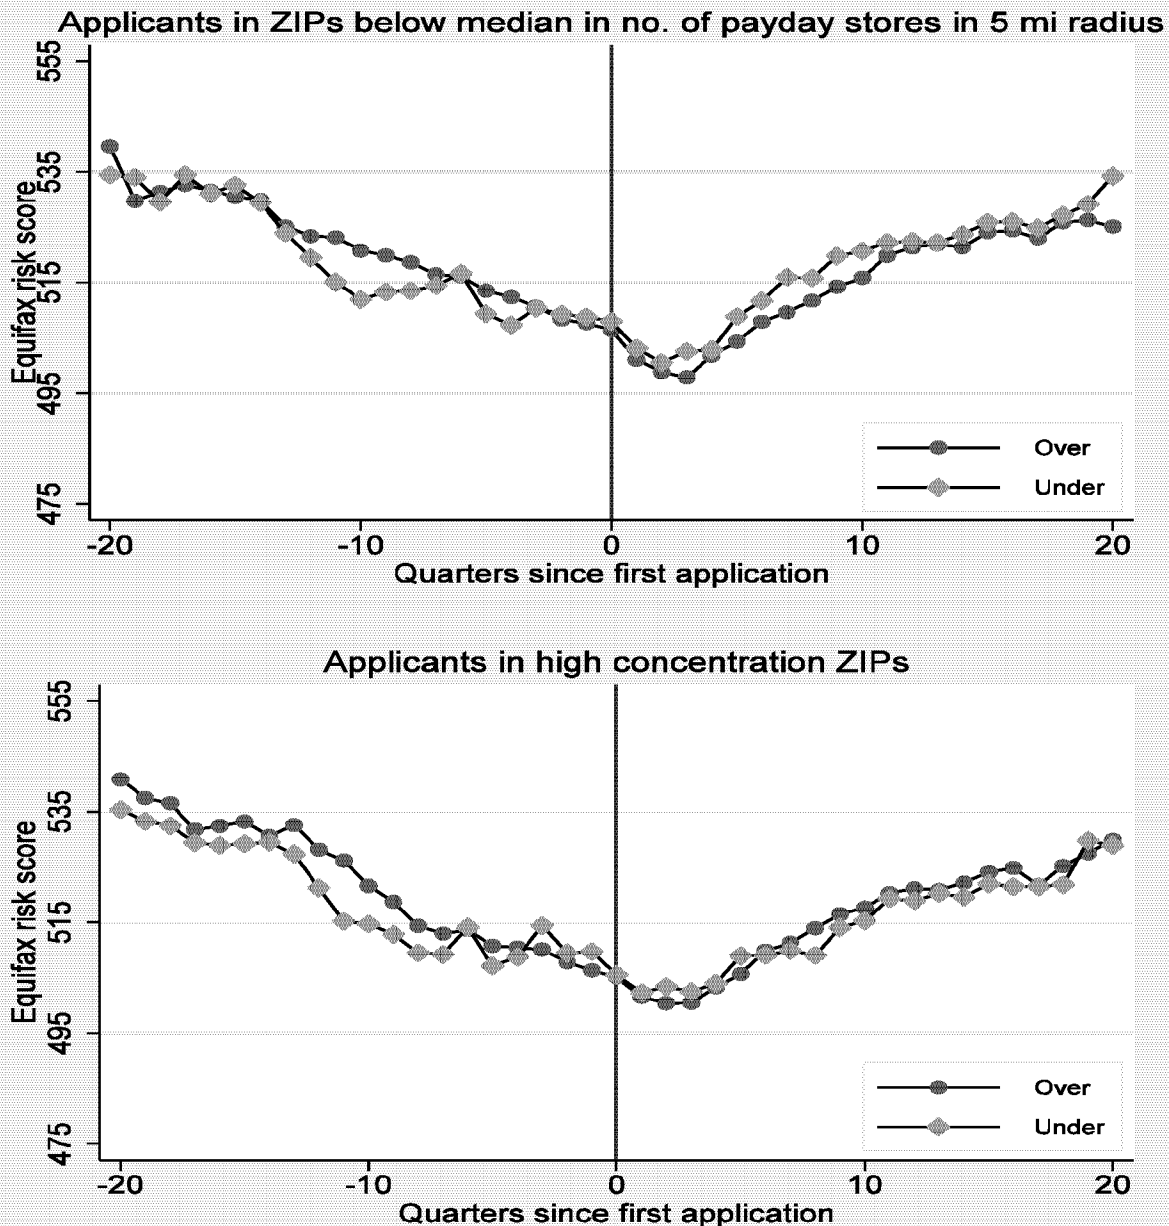 Applicants in ZIPs below median in no. of payday stores in 5 mi radius
Equifax risk score
555
535
515
495
475
Over
Under
-20 -10 0 10 20
Quarters since first application
Applicants in high concentration ZIPs
Equifax risk score
555
535
515
495
475
Over
Under
-20 -10 0 10 20
Quarters since first application